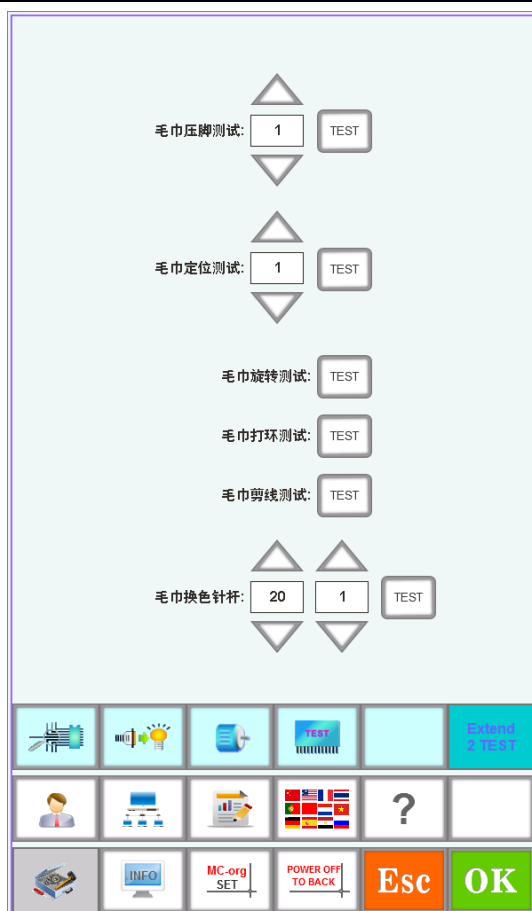 毛巾压脚测试: 1 TEST
毛巾定位测试: 1 TEST
毛巾旋转测试: TEST
毛巾打环测试: TEST
毛巾剪线测试: TEST
毛巾换色针杆: 20 1 TEST
TEST
Extend
2 TEST
?
INFO
MC-org
SET
POWER OFF
TO BACK
Esc
OK